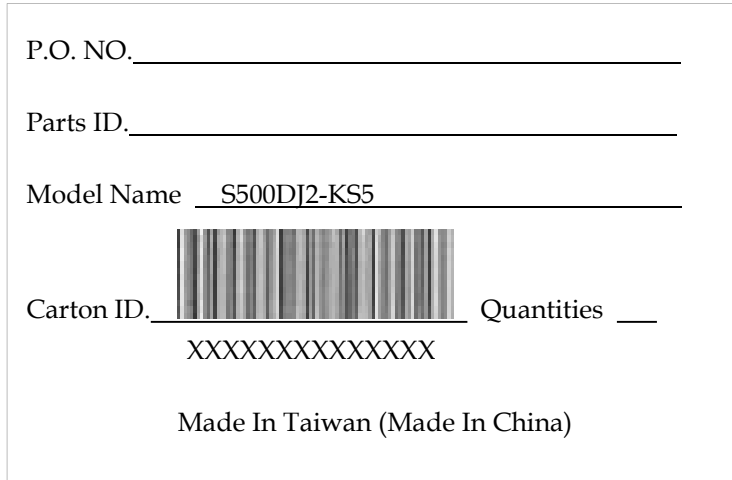 P.O. NO.
Parts ID.
Model Name S500DJ2-KS5
Carton ID. Quantities
XXXXXXXXXXXXXX
Made In Taiwan (Made In China)